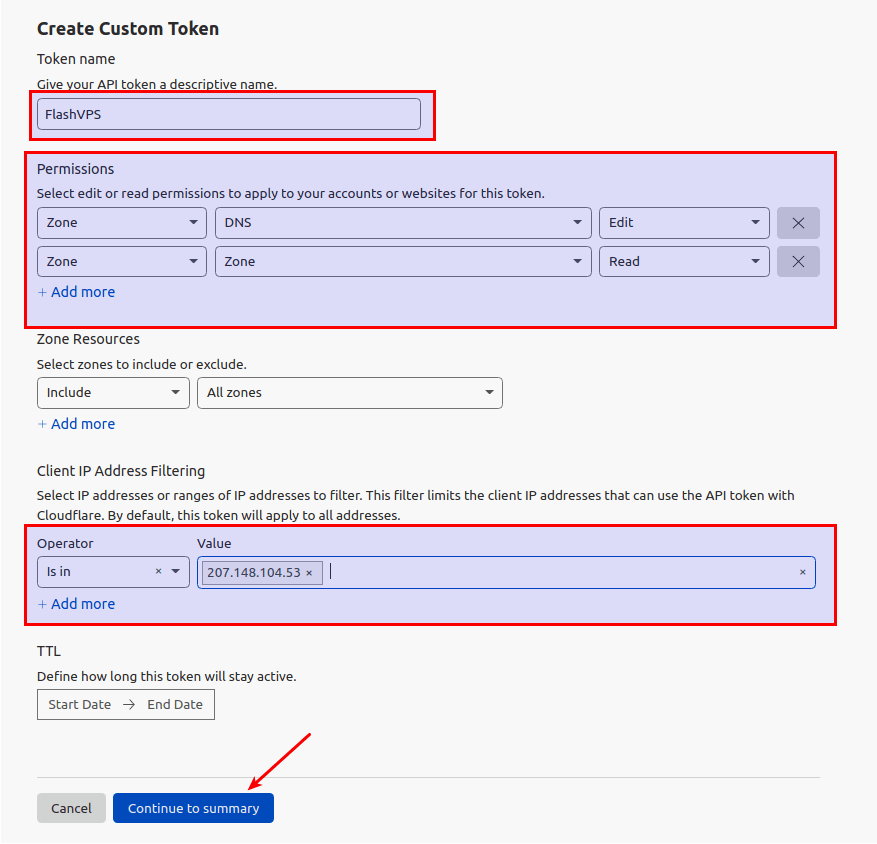 Create Custom Token
Token name
Give your API token a descriptive name.
FlashVPS
Permissions
Select edit or read permissions to apply to your accounts or websites for this token.
Zone DNS Edit
Zone Zone Read
+ Add more
Zone Resources
Select zones to include or exclude.
Include All zones
+ Add more
Client IP Address Filtering
Select IP addresses or ranges of IP addresses to filter. This filter limits the client IP addresses that can use the API token with
Cloudflare. By default, this token will apply to all addresses.
Operator Value
Is in × 207.148.104.53 × ×
+ Add more
TTL
Define how long this token will stay active.
Start Date → End Date
Cancel Continue to summary